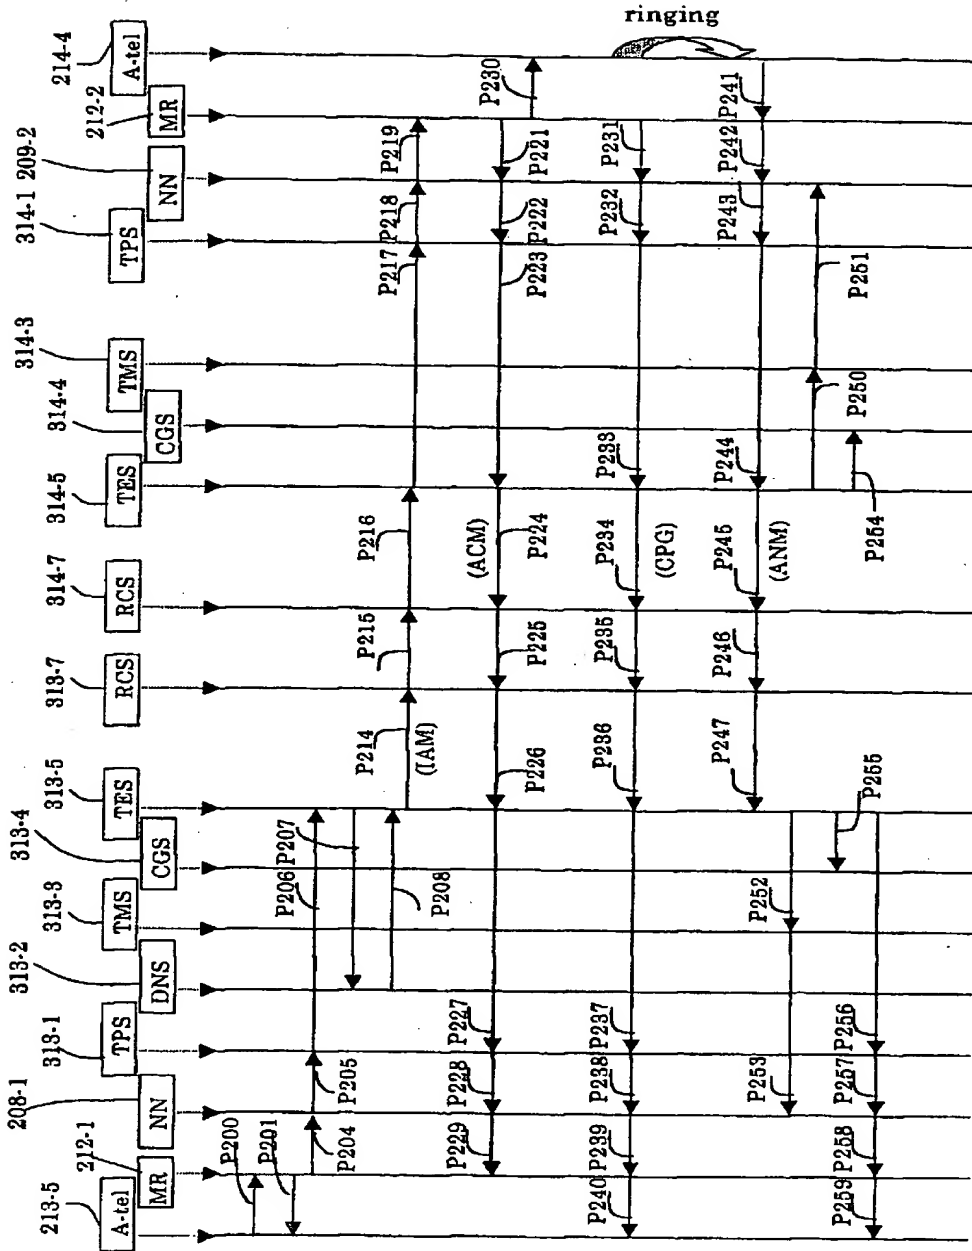 ringing
214-4
A-tel
212-2
MR
209-2
NN
314-1
TPS
314-3
TMS
314-4
CGS
314-5
TES
314-7
RCS
313-7
RCS
313-5
TES
313-4
CGS
313-3
TMS
313-2
DNS
313-1
TPS
208-1
NN
212-1
MR
213-5
A-tel
P200
P201
P204
P205
P206
P207
P208
P214
(IAM)
P215
P216
P217
P218
P219
P221
P222
P223
(ACM)
P224
P225
P226
P227
P228
P229
P230
P231
P232
P233
P234
(CPG)
P235
P236
P237
P238
P239
P240
P241
P242
P243
P244
P245
(ANM)
P246
P247
P250
P251
P252
P253
P254
P255
P256
P257
P258
P259